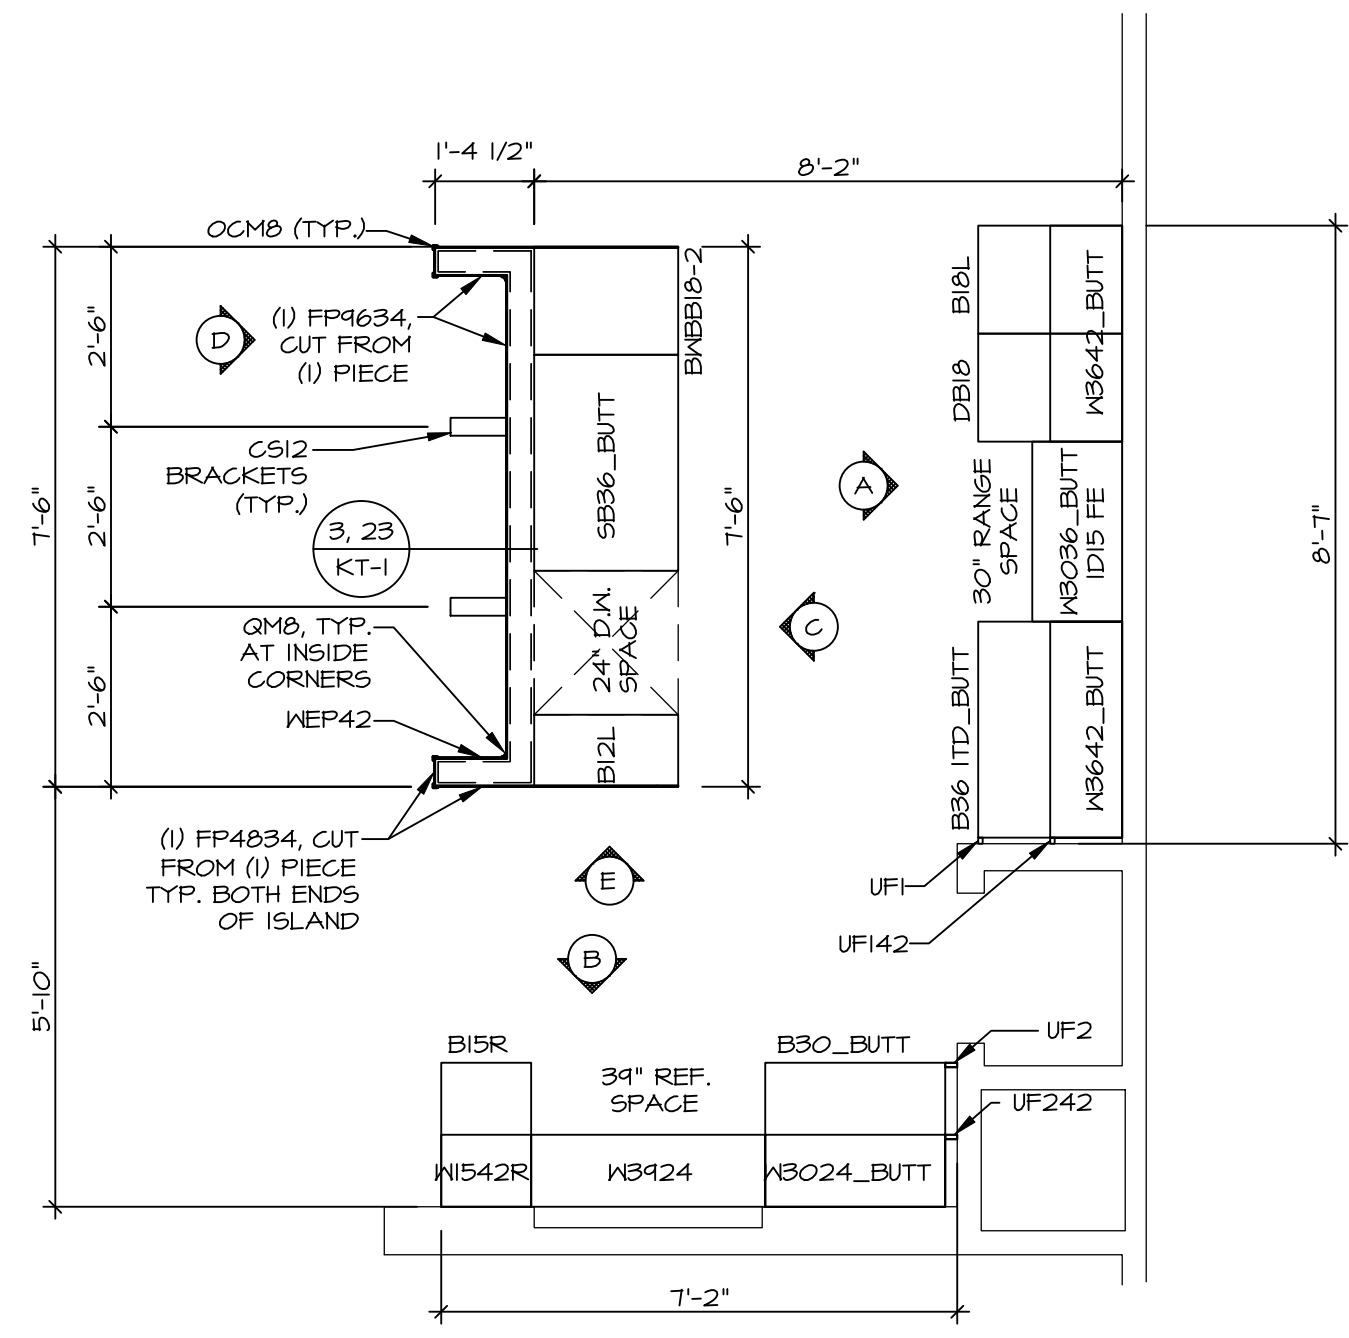 1'-4 1/2"
8'-2"
OCM8 (TYP.)
2'-6"
D
(1) FP9634,
CUT FROM
(1) PIECE
BWBB18-2
B18L
W3642_BUTT
DB18
CS12
BRACKETS
(TYP.)
SB36_BUTT
A
7'-6"
2'-6"
3, 23
KT-1
7'-6"
30" RANGE
SPACE
W3036_BUTT
ID15 FE
8'-7"
QM8, TYP.
AT INSIDE
CORNERS
24" D.W.
SPACE
C
2'-6"
WEP42
B12L
B36 1TD_BUTT
W3642_BUTT
(1) FP4834, CUT
FROM (1) PIECE
TYP. BOTH ENDS
OF ISLAND
E
UF1
UF142
B
5'-10"
B15R
B30_BUTT
UF2
39" REF.
SPACE
UF242
W1542R
W3924
W3024_BUTT
7'-2"